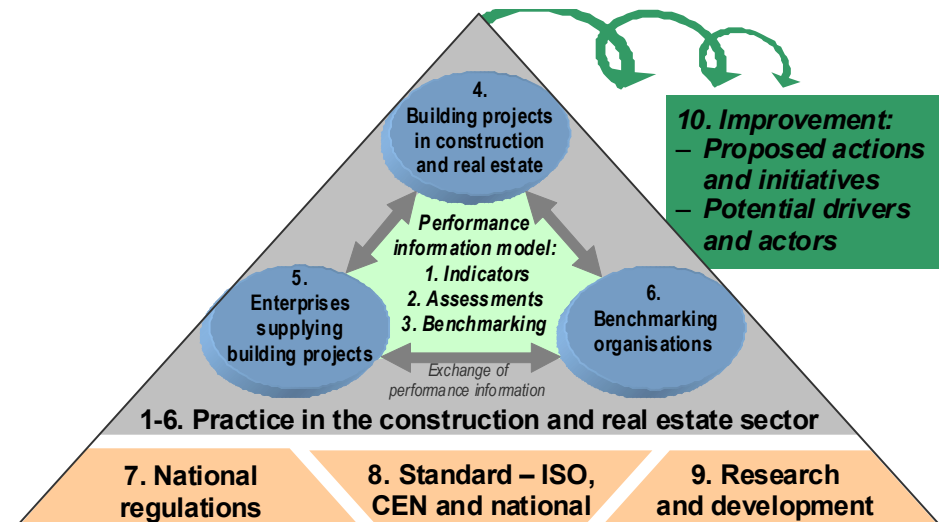 4.
Building projects
in construction
and real estate
10. Improvement:
– Proposed actions
and initiatives
– Potential drivers
and actors
Performance
information model:
1. Indicators
2. Assessments
3. Benchmarking
5.
Enterprises
supplying
building projects
6.
Benchmarking
organisations
Exchange of
performance information
1-6. Practice in the construction and real estate sector
7. National
regulations
8. Standard – ISO,
CEN and national
9. Research
and development